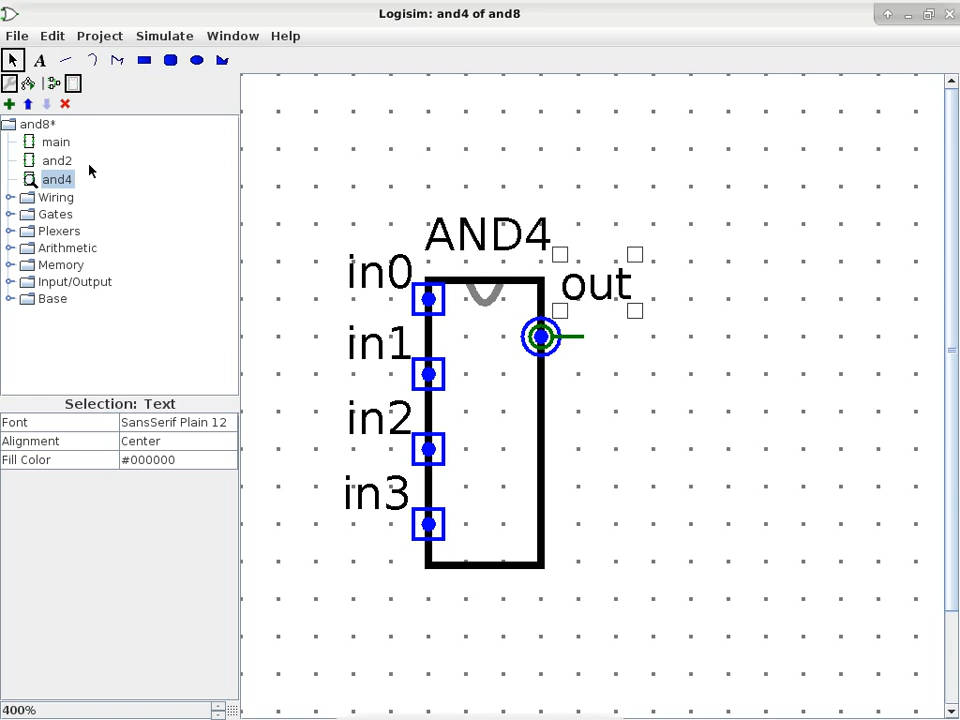 Logisim: and4 of and8
File Edit Project Simulate Window Help
A
and8*
main
and2
and4
Wiring
Gates
Plexers
Arithmetic
Memory
Input/Output
Base
Selection: Text
Font SansSerif Plain 12
Alignment Center
Fill Color #000000
400%
AND4
in0
out
in1
in2
in3